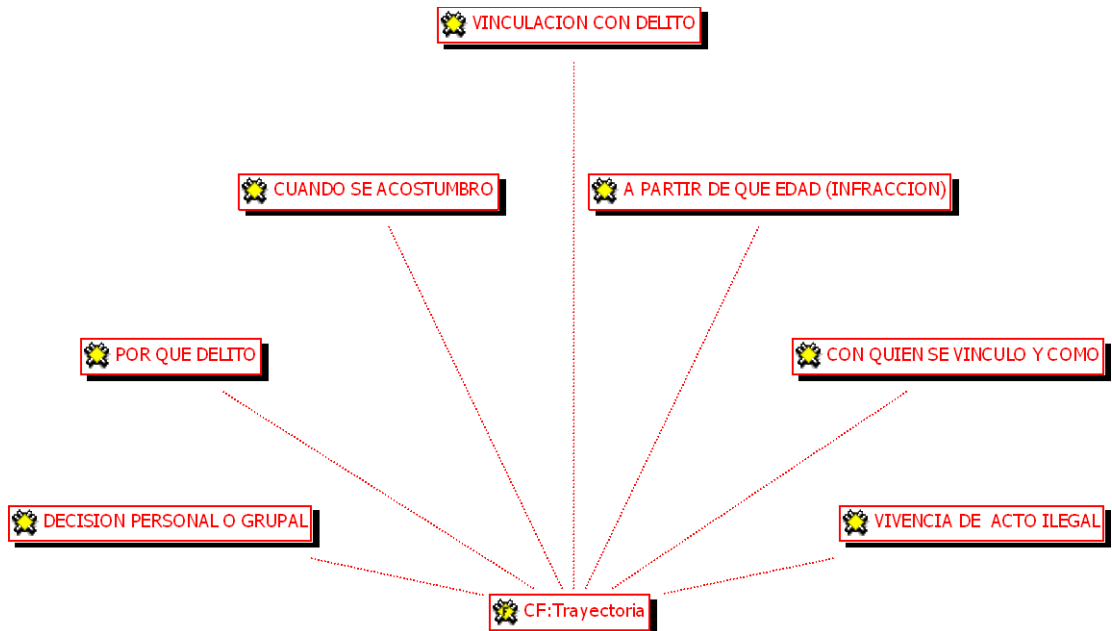 VINCULACION CON DELITO
CUANDO SE ACOSTUMBRO
A PARTIR DE QUE EDAD (INFRACCION)
POR QUE DELITO
CON QUIEN SE VINCULO Y COMO
DECISION PERSONAL O GRUPAL
VIVENCIA DE ACTO ILEGAL
CF:Trayectoria